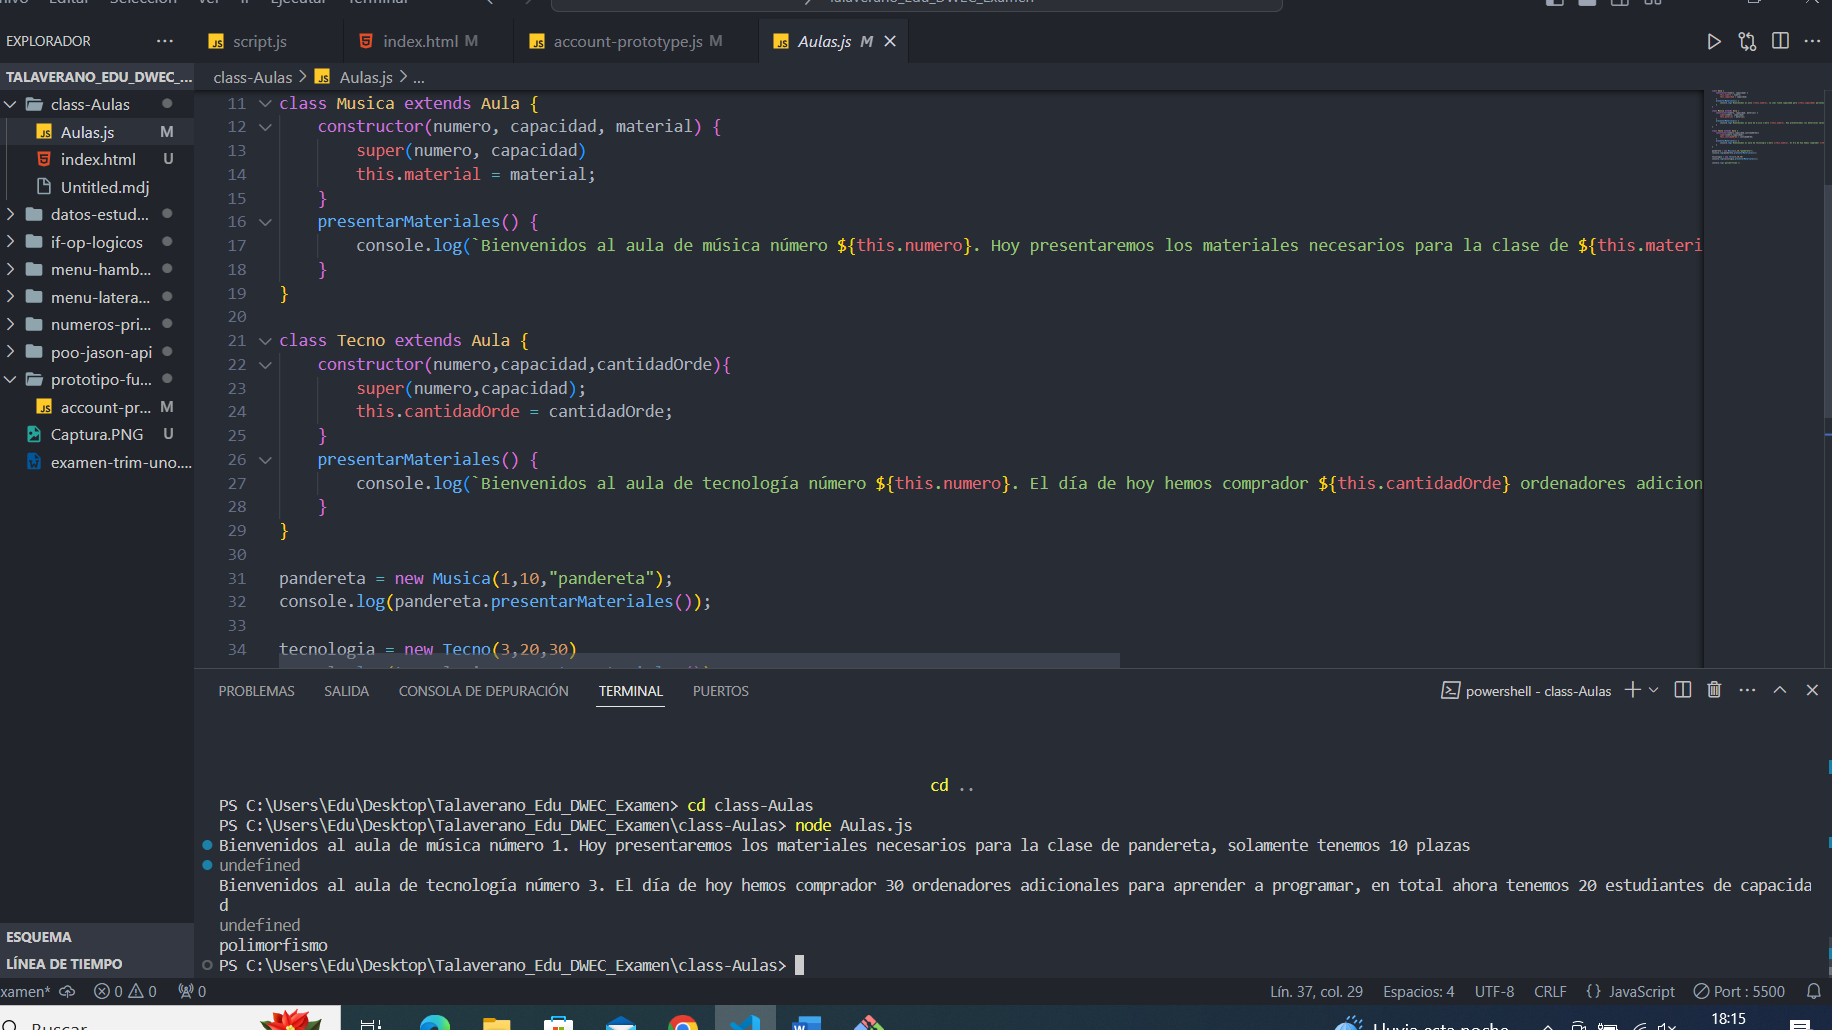 Editar Selección Ver Ir Ejecutar Terminal Talaverano_Edu_DWEC_Examen
EXPLORADOR
script.js
index.html M
account-prototype.js M
Aulas.js M
TALAVERANO_EDU_DWEC_...
class-Aulas
Aulas.js M
index.html U
Untitled.mdj
datos-estud...
if-op-logicos
menu-hamb...
menu-latera...
numeros-pri...
poo-jason-api
prototipo-fu...
account-pr... M
Captura.PNG U
examen-trim-uno....
ESQUEMA
LÍNEA DE TIEMPO
class-Aulas > Aulas.js > ...
11 class Musica extends Aula {
12 constructor(numero, capacidad, material) {
13 super(numero, capacidad)
14 this.material = material;
15 }
16 presentarMateriales() {
17 console.log(`Bienvenidos al aula de música número ${this.numero}. Hoy presentaremos los materiales necesarios para la clase de ${this.materi
18 }
19 }
20
21 class Tecno extends Aula {
22 constructor(numero,capacidad,cantidadOrde){
23 super(numero,capacidad);
24 this.cantidadOrde = cantidadOrde;
25 }
26 presentarMateriales() {
27 console.log(`Bienvenidos al aula de tecnología número ${this.numero}. El día de hoy hemos comprador ${this.cantidadOrde} ordenadores adicion
28 }
29 }
30
31 pandereta = new Musica(1,10,"pandereta");
32 console.log(pandereta.presentarMateriales());
33
34 tecnologia = new Tecno(3,20,30)
PROBLEMAS SALIDA CONSOLA DE DEPURACIÓN TERMINAL PUERTOS
powershell - class-Aulas
cd ..
PS C:\Users\Edu\Desktop\Talaverano_Edu_DWEC_Examen> cd class-Aulas
PS C:\Users\Edu\Desktop\Talaverano_Edu_DWEC_Examen\class-Aulas> node Aulas.js
Bienvenidos al aula de música número 1. Hoy presentaremos los materiales necesarios para la clase de pandereta, solamente tenemos 10 plazas
undefined
Bienvenidos al aula de tecnología número 3. El día de hoy hemos comprador 30 ordenadores adicionales para aprender a programar, en total ahora tenemos 20 estudiantes de capacida
d
undefined
polimorfismo
PS C:\Users\Edu\Desktop\Talaverano_Edu_DWEC_Examen\class-Aulas>
xamen* 0 0 0
Lín. 37, col. 29 Espacios: 4 UTF-8 CRLF {} JavaScript Port : 5500
Buscar
Lluvia esta noche
18:15